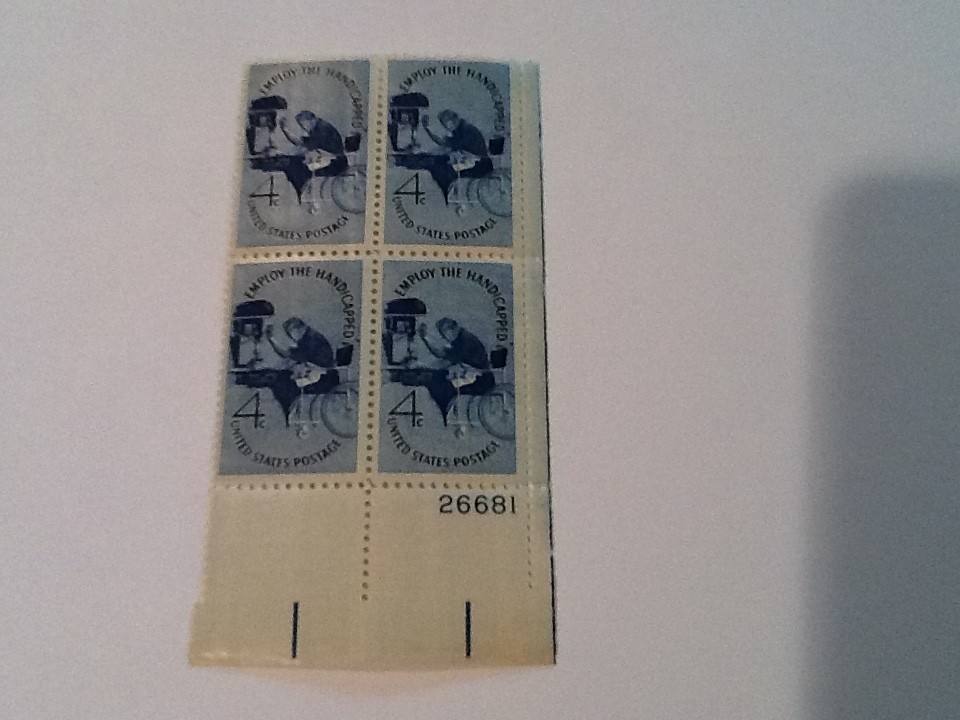 EMPLOY THE HANDICAPPED
4c
UNITED STATES POSTAGE
EMPLOY THE HANDICAPPED
4c
UNITED STATES POSTAGE
EMPLOY THE HANDICAPPED
4c
UNITED STATES POSTAGE
EMPLOY THE HANDICAPPED
4c
UNITED STATES POSTAGE
26681